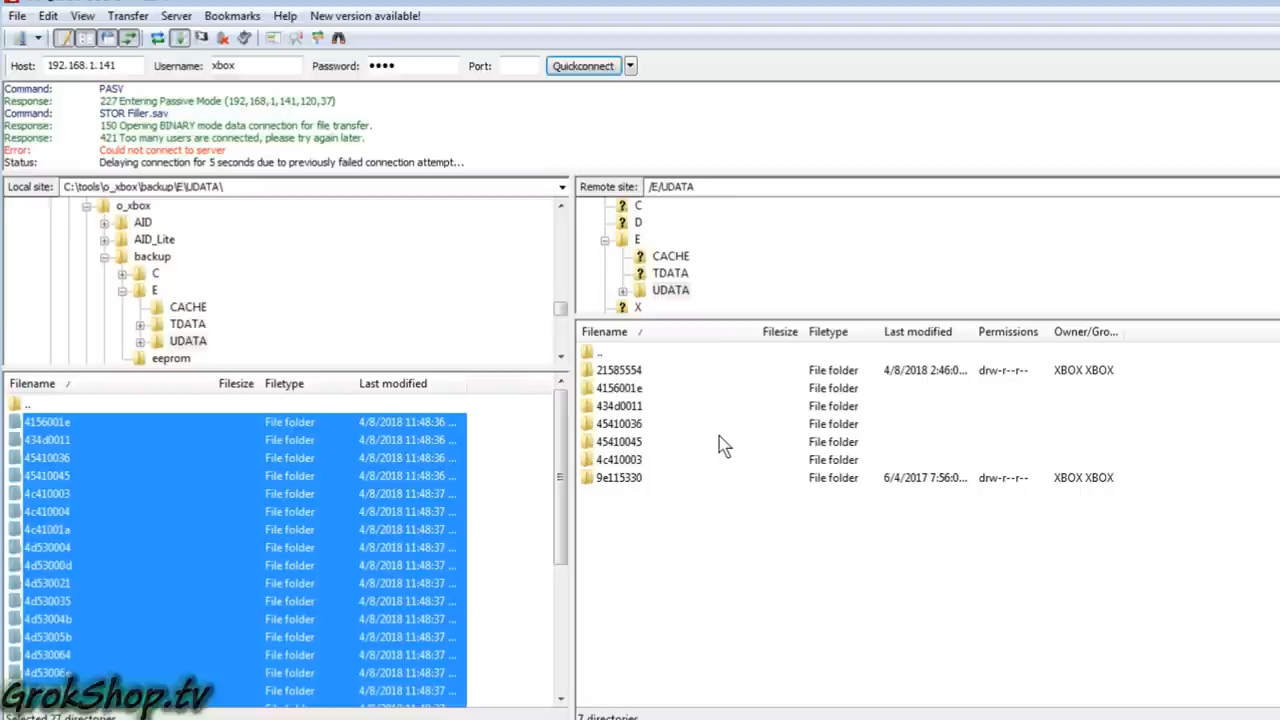 File Edit View Transfer Server Bookmarks Help New version available!
Host: 192.168.1.141 Username: xbox Password: •••• Port: Quickconnect
Command: PASV
Response: 227 Entering Passive Mode (192,168,1,141,120,37)
Command: STOR Filler.sav
Response: 150 Opening BINARY mode data connection for file transfer.
Response: 421 Too many users are connected, please try again later.
Error: Could not connect to server
Status: Delaying connection for 5 seconds due to previously failed connection attempt...
Local site: C:\tools\o_xbox\backup\E\UDATA\
o_xbox
AID
AID_Lite
backup
C
E
CACHE
TDATA
UDATA
eeprom
Filename Filesize Filetype Last modified
..
4156001e File folder 4/8/2018 11:48:36 ...
434d0011 File folder 4/8/2018 11:48:36 ...
45410036 File folder 4/8/2018 11:48:36 ...
45410045 File folder 4/8/2018 11:48:36 ...
4c410003 File folder 4/8/2018 11:48:37 ...
4c410004 File folder 4/8/2018 11:48:37 ...
4c41001a File folder 4/8/2018 11:48:37 ...
4d530004 File folder 4/8/2018 11:48:37 ...
4d53000d File folder 4/8/2018 11:48:37 ...
4d530021 File folder 4/8/2018 11:48:37 ...
4d530035 File folder 4/8/2018 11:48:37 ...
4d53004b File folder 4/8/2018 11:48:37 ...
4d53005b File folder 4/8/2018 11:48:37 ...
4d530064 File folder 4/8/2018 11:48:37 ...
File folder 4/8/2018 11:48:37 ...
File folder 4/8/2018 11:48:37 ...
GrokShop.tv
Selected 27 directories
Remote site: /E/UDATA
C
D
E
CACHE
TDATA
UDATA
X
Filename Filesize Filetype Last modified Permissions Owner/Gro...
..
21585554 File folder 4/8/2018 2:46:0... drw-r--r-- XBOX XBOX
4156001e File folder
434d0011 File folder
45410036 File folder
45410045 File folder
4c410003 File folder
9e115330 File folder 6/4/2017 7:56:0... drw-r--r-- XBOX XBOX
7 directories